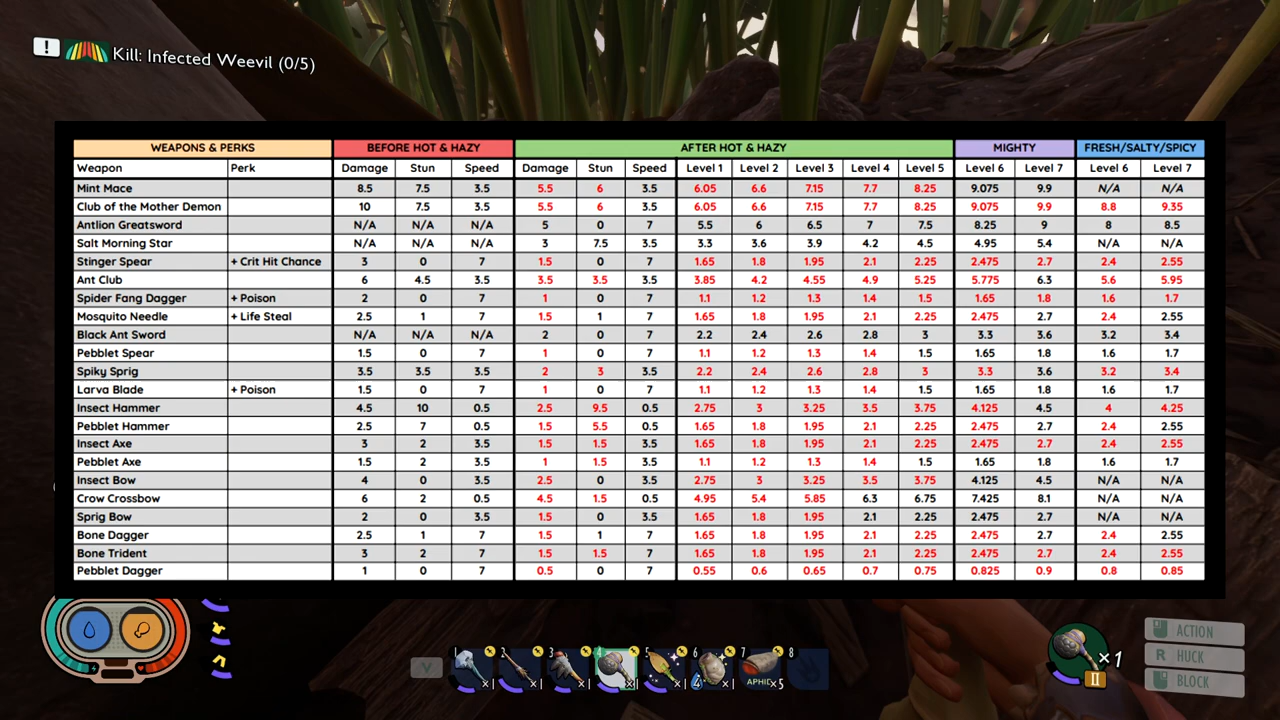 ! Kill: Infected Weevil (0/5)
WEAPONS & PERKS BEFORE HOT & HAZY AFTER HOT & HAZY MIGHTY FRESH/SALTY/SPICY
Weapon Perk Damage Stun Speed Damage Stun Speed Level 1 Level 2 Level 3 Level 4 Level 5 Level 6 Level 7 Level 6 Level 7
Mint Mace 8.5 7.5 3.5 5.5 6 3.5 6.05 6.6 7.15 7.7 8.25 9.075 9.9 N/A N/A
Club of the Mother Demon 10 7.5 3.5 5.5 6 3.5 6.05 6.6 7.15 7.7 8.25 9.075 9.9 8.8 9.35
Antlion Greatsword N/A N/A N/A 5 0 7 5.5 6 6.5 7 7.5 8.25 9 8 8.5
Salt Morning Star N/A N/A N/A 3 7.5 3.5 3.3 3.6 3.9 4.2 4.5 4.95 5.4 N/A N/A
Stinger Spear + Crit Hit Chance 3 0 7 1.5 0 7 1.65 1.8 1.95 2.1 2.25 2.475 2.7 2.4 2.55
Ant Club 6 4.5 3.5 3.5 3.5 3.5 3.85 4.2 4.55 4.9 5.25 5.775 6.3 5.6 5.95
Spider Fang Dagger + Poison 2 0 7 1 0 7 1.1 1.2 1.3 1.4 1.5 1.65 1.8 1.6 1.7
Mosquito Needle + Life Steal 2.5 1 7 1.5 1 7 1.65 1.8 1.95 2.1 2.25 2.475 2.7 2.4 2.55
Black Ant Sword N/A N/A N/A 2 0 7 2.2 2.4 2.6 2.8 3 3.3 3.6 3.2 3.4
Pebblet Spear 1.5 0 7 1 0 7 1.1 1.2 1.3 1.4 1.5 1.65 1.8 1.6 1.7
Spiky Sprig 3.5 3.5 3.5 2 3 3.5 2.2 2.4 2.6 2.8 3 3.3 3.6 3.2 3.4
Larva Blade + Poison 1.5 0 7 1 0 7 1.1 1.2 1.3 1.4 1.5 1.65 1.8 1.6 1.7
Insect Hammer 4.5 10 0.5 2.5 9.5 0.5 2.75 3 3.25 3.5 3.75 4.125 4.5 4 4.25
Pebblet Hammer 2.5 7 0.5 1.5 5.5 0.5 1.65 1.8 1.95 2.1 2.25 2.475 2.7 2.4 2.55
Insect Axe 3 2 3.5 1.5 1.5 3.5 1.65 1.8 1.95 2.1 2.25 2.475 2.7 2.4 2.55
Pebblet Axe 1.5 2 3.5 1 1.5 3.5 1.1 1.2 1.3 1.4 1.5 1.65 1.8 1.6 1.7
Insect Bow 4 0 3.5 2.5 0 3.5 2.75 3 3.25 3.5 3.75 4.125 4.5 N/A N/A
Crow Crossbow 6 2 0.5 4.5 1.5 0.5 4.95 5.4 5.85 6.3 6.75 7.425 8.1 N/A N/A
Sprig Bow 2 0 3.5 1.5 0 3.5 1.65 1.8 1.95 2.1 2.25 2.475 2.7 N/A N/A
Bone Dagger 2.5 1 7 1.5 1 7 1.65 1.8 1.95 2.1 2.25 2.475 2.7 2.4 2.55
Bone Trident 3 2 7 1.5 1.5 7 1.65 1.8 1.95 2.1 2.25 2.475 2.7 2.4 2.55
Pebblet Dagger 1 0 7 0.5 0 7 0.55 0.6 0.65 0.7 0.75 0.825 0.9 0.8 0.85
V 1 2 3 4 5 6 7 8
×1 ×1 ×1 ×1 ×1 4 ×1 APHID ×5
×1
II
ACTION
R HUCK
BLOCK